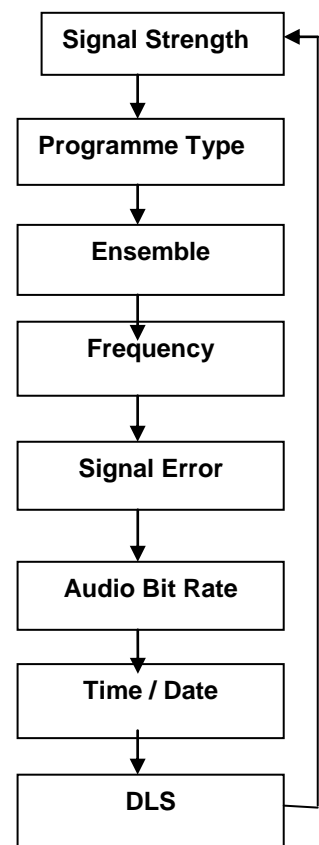 Signal Strength
Programme Type
Ensemble
Frequency
Signal Error
Audio Bit Rate
Time / Date
DLS